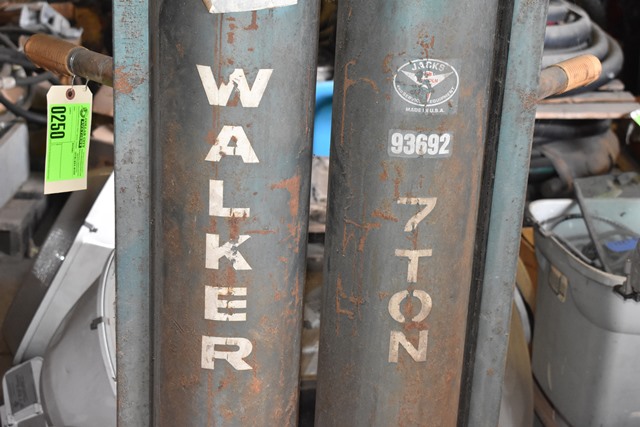 0250
WALKER
JACKS
MADE IN U.S.A.
93692
7 TON